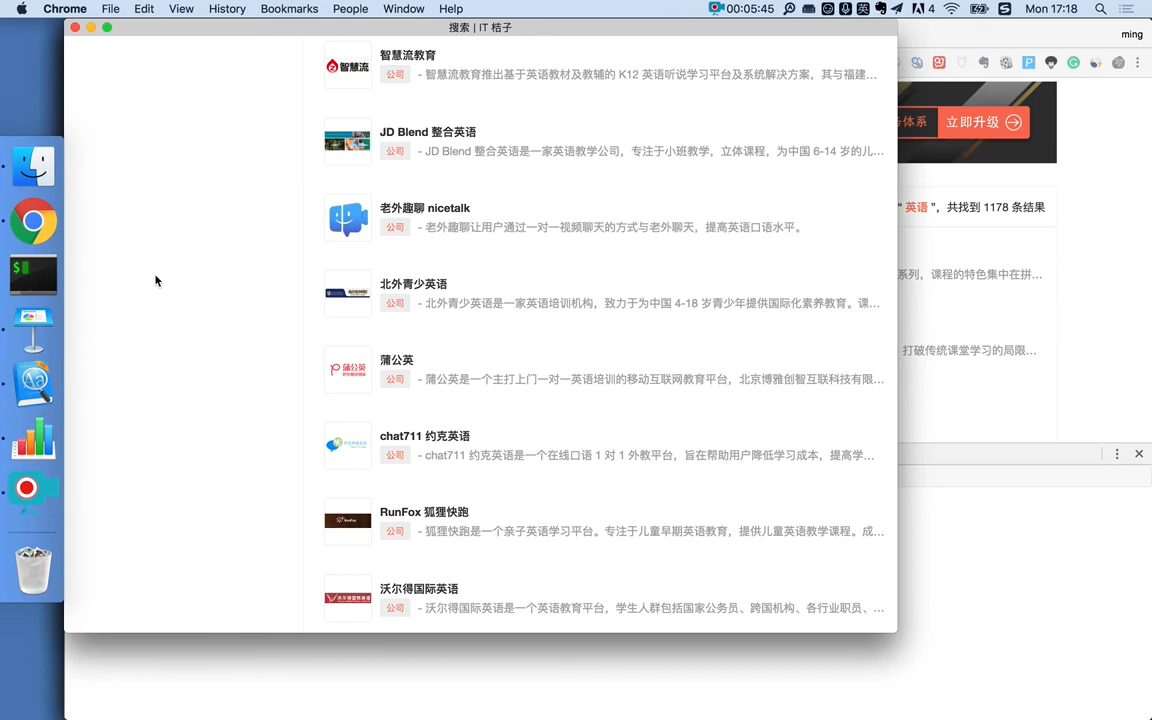 Chrome File Edit View History Bookmarks People Window Help 00:05:45 英 4 Mon 17:18
搜索 | IT 桔子
ming
智慧流
智慧流教育
公司 - 智慧流教育推出基于英语教材及教辅的 K12 英语听说学习平台及系统解决方案，其与福建...
立即升级
JD Blend 整合英语
公司 - JD Blend 整合英语是一家英语教学公司，专注于小班教学，立体课程，为中国 6-14 岁的儿...
老外趣聊 nicetalk
公司 - 老外趣聊让用户通过一对一视频聊天的方式与老外聊天，提高英语口语水平。
“ 英语 ”，共找到 1178 条结果
北外青少英语
公司 - 北外青少英语是一家英语培训机构，致力于为中国 4-18 岁青少年提供国际化素养教育。课...
系列，课程的特色集中在拼...
蒲公英
蒲公英
公司 - 蒲公英是一个主打上门一对一英语培训的移动互联网教育平台，北京博雅创智互联科技有限...
打破传统课堂学习的局限...
chat711 约克英语
公司 - chat711 约克英语是一个在线口语 1 对 1 外教平台，旨在帮助用户降低学习成本，提高学...
RunFox
RunFox 狐狸快跑
公司 - 狐狸快跑是一个亲子英语学习平台。专注于儿童早期英语教育，提供儿童英语教学课程。成...
沃尔得国际英语
公司 - 沃尔得国际英语是一个英语教育平台，学生人群包括国家公务员、跨国机构、各行业职员、...